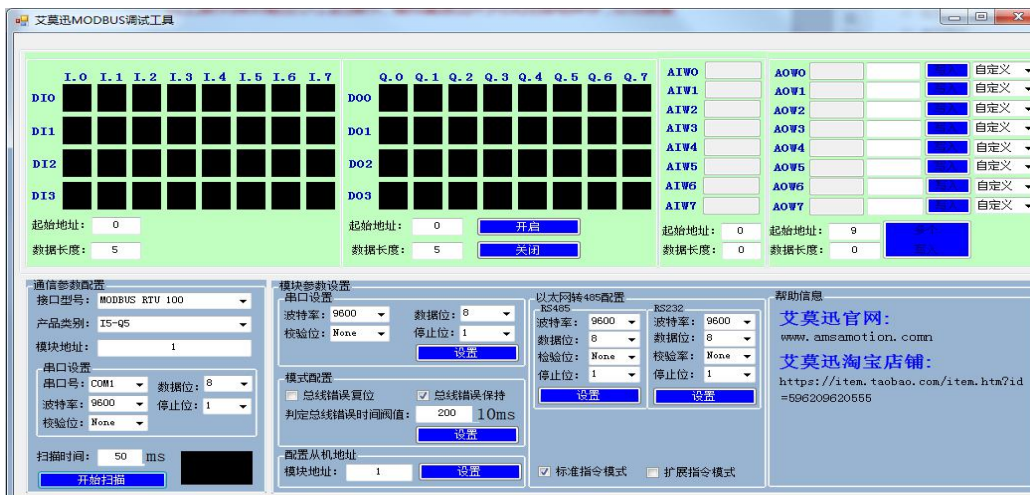 艾莫迅MODBUS调试工具
I.0 I.1 I.2 I.3 I.4 I.5 I.6 I.7
DI0
DI1
DI2
DI3
起始地址: 0
数据长度: 5
Q.0 Q.1 Q.2 Q.3 Q.4 Q.5 Q.6 Q.7
DO0
DO1
DO2
DO3
起始地址: 0 开启
数据长度: 5 关闭
AIW0
AIW1
AIW2
AIW3
AIW4
AIW5
AIW6
AIW7
起始地址: 0
数据长度: 0
AOW0 自定义
AOW1 自定义
AOW2 自定义
AOW3 自定义
AOW4 自定义
AOW5 自定义
AOW6 自定义
AOW7 自定义
起始地址: 9
数据长度: 0
通信参数配置
接口型号: MODBUS RTU 100
产品类别: I5-Q5
模块地址: 1
串口设置
串口号: COM1 数据位: 8
波特率: 9600 停止位: 1
校验位: None
扫描时间: 50 ms
开始扫描
模块参数设置
串口设置
波特率: 9600 数据位: 8
校验位: None 停止位: 1
设置
模式配置
总线错误复位 总线错误保持
判定总线错误时间阀值: 200 10ms
设置
配置从机地址
模块地址: 1 设置
以太网转485配置
RS485
波特率: 9600
数据位: 8
检验位: None
停止位: 1
设置
RS232
波特率: 9600
数据位: 8
校验率: None
停止位: 1
设置
标准指令模式 扩展指令模式
帮助信息
艾莫迅官网:
www. amsamotion. comn
艾莫迅淘宝店铺:
https://item.taobao.com/item.htm?id
=596209620555